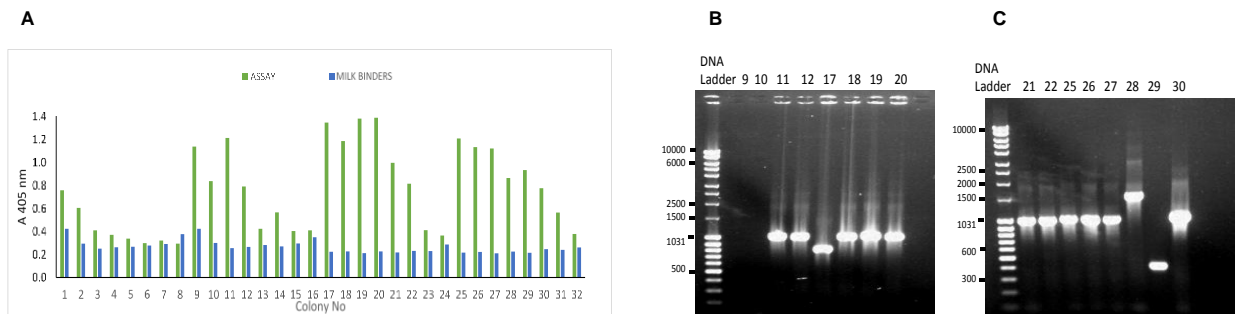 A
ASSAY MILK BINDERS
A 405 nm
1.4
1.2
1.0
0.8
0.6
0.4
0.2
0.0
1 2 3 4 5 6 7 8 9 10 11 12 13 14 15 16 17 18 19 20 21 22 23 24 25 26 27 28 29 30 31 32
Colony No
B
DNA
Ladder 9 10 11 12 17 18 19 20
10000
6000
2500
1500
1031
500
C
DNA
Ladder 21 22 25 26 27 28 29 30
10000
2500
2000
1500
1031
600
300